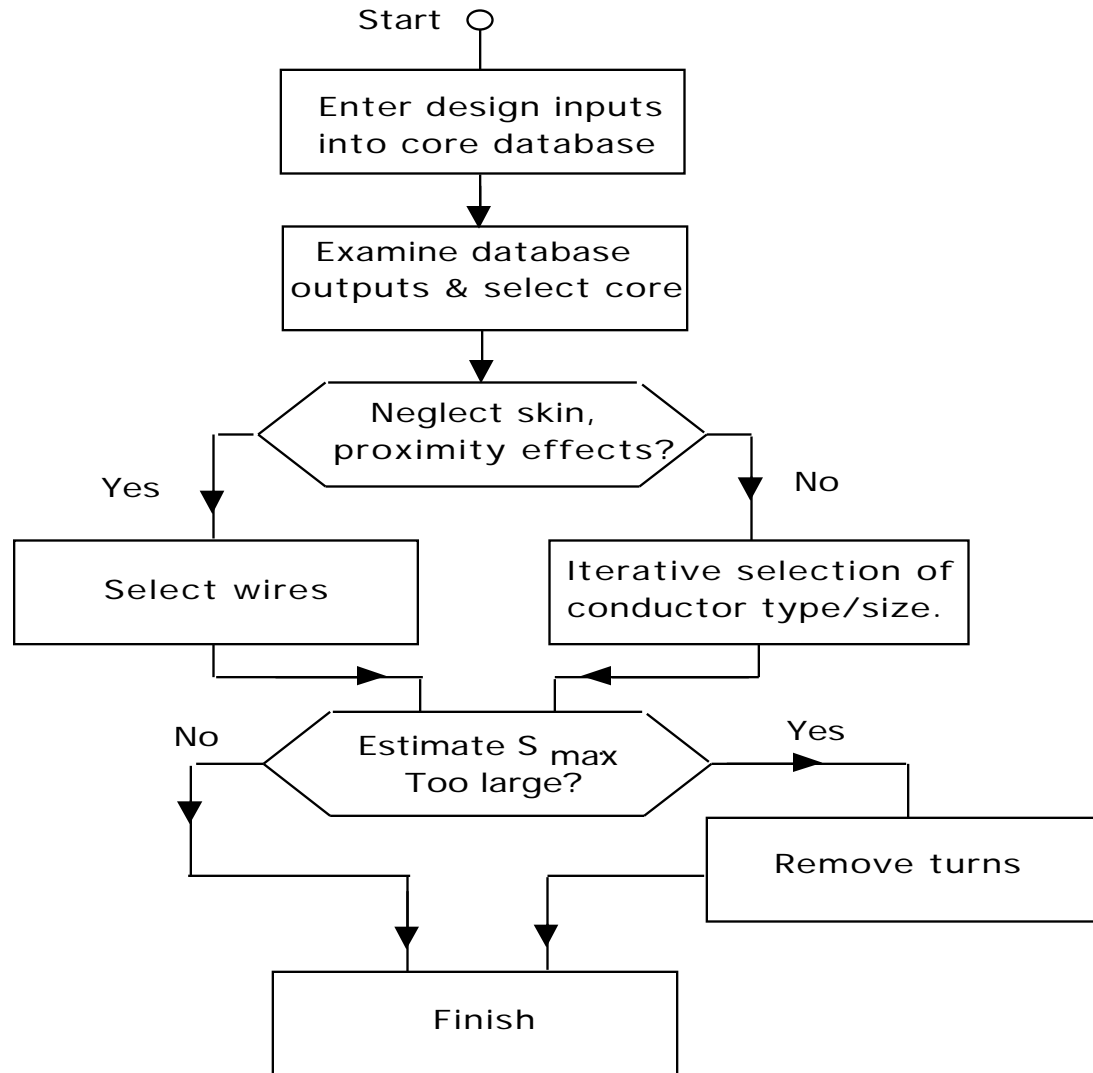 Start
Enter design inputs
into core database
Examine database
outputs & select core
Neglect skin,
proximity effects?
Yes
No
Select wires
Iterative selection of
conductor type/size.
No
Estimate S max
Too large?
Yes
Remove turns
Finish